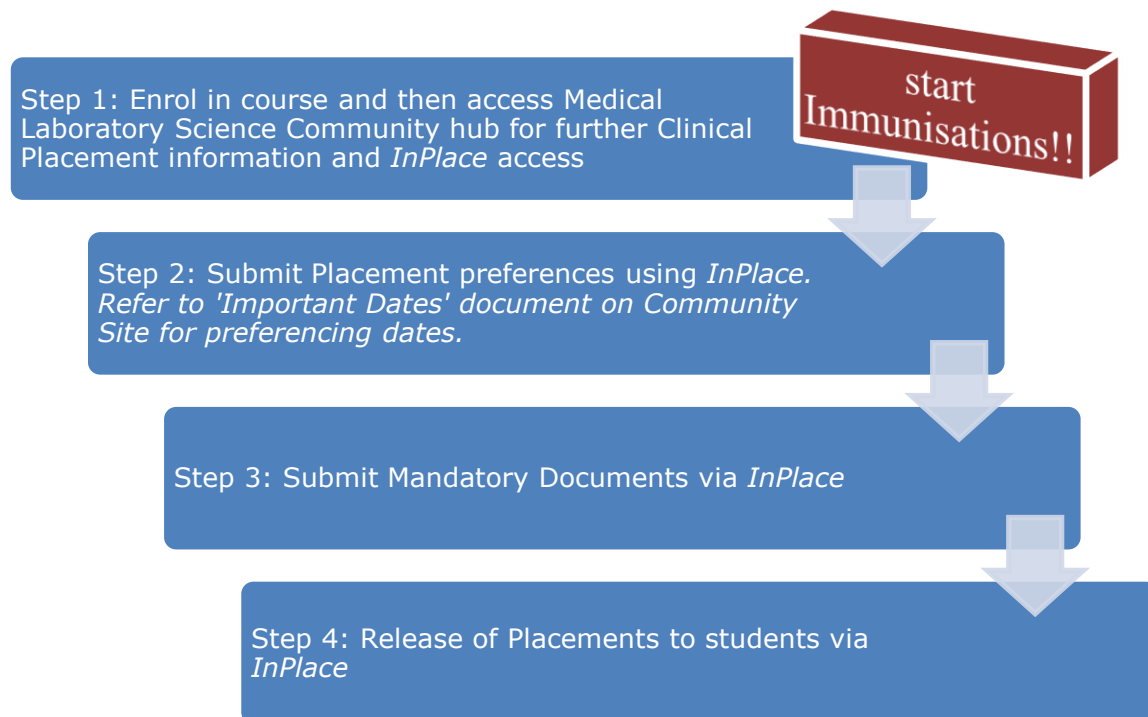 start
Immunisations!!
Step 1: Enrol in course and then access Medical
Laboratory Science Community hub for further Clinical
Placement information and InPlace access
Step 2: Submit Placement preferences using InPlace.
Refer to 'Important Dates' document on Community
Site for preferencing dates.
Step 3: Submit Mandatory Documents via InPlace
Step 4: Release of Placements to students via
InPlace